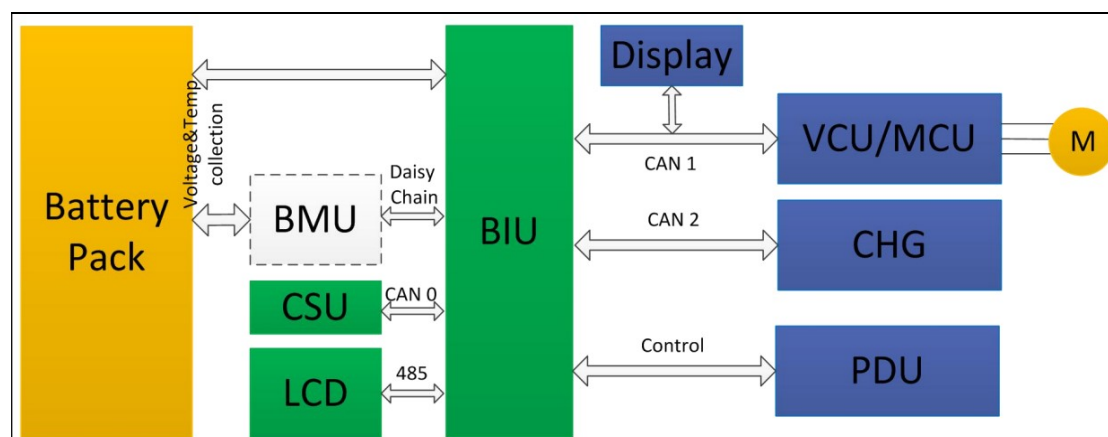 Battery
Pack
Voltage&Temp
collection
BMU
Daisy
Chain
CSU
CAN 0
LCD
485
BIU
Display
CAN 1
VCU/MCU
M
CAN 2
CHG
Control
PDU